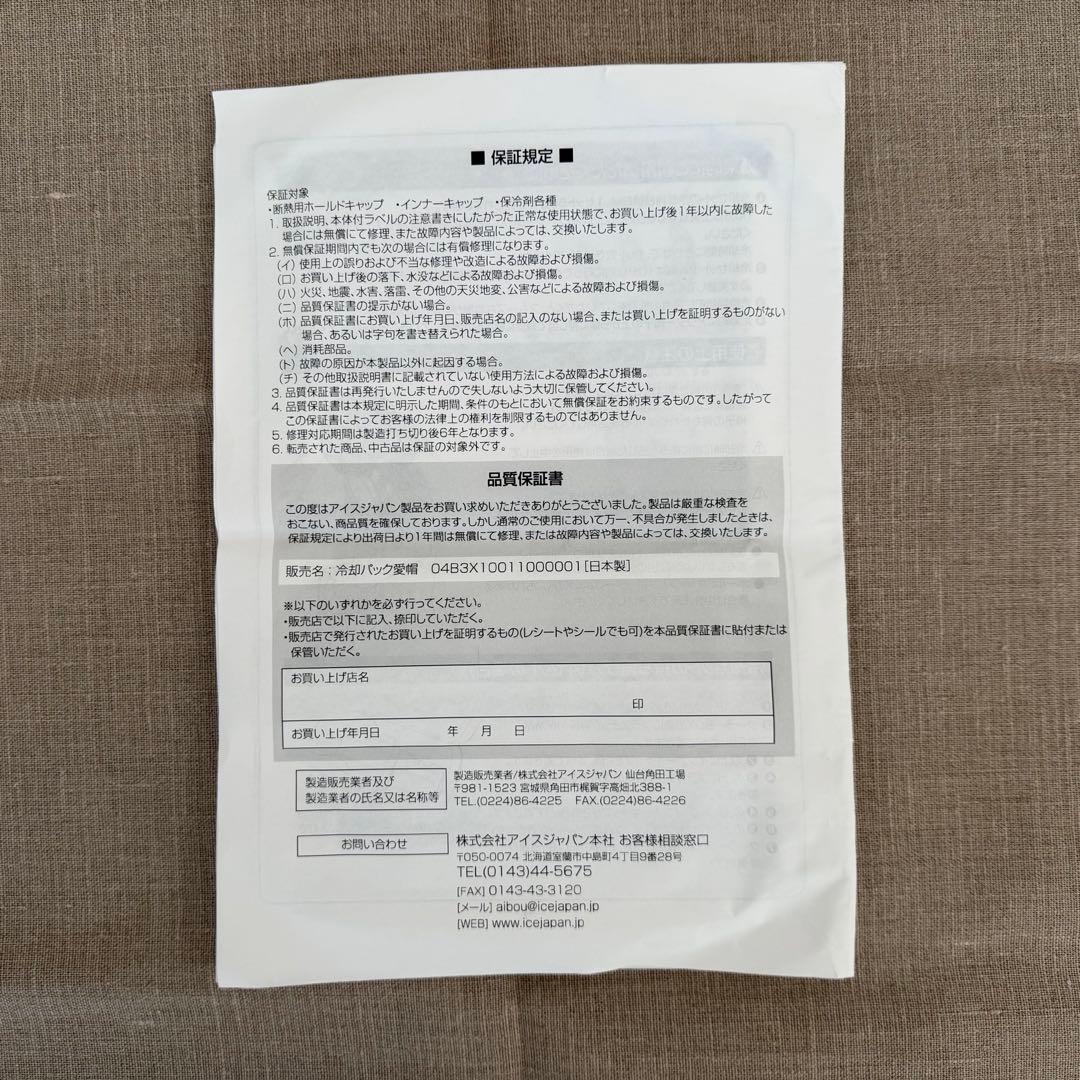 ■ 保証規定 ■
保証対象
・断熱用ホールドキャップ ・インナーキャップ ・保冷剤各種
1. 取扱説明、本体付ラベルの注意書きにしたがった正常な使用状態で、お買い上げ後1年以内に故障した
場合には無償にて修理、また故障内容や製品によっては、交換いたします。
2. 無償保証期間内でも次の場合には有償修理になります。
(イ) 使用上の誤りおよび不当な修理や改造による故障および損傷。
(ロ) お買い上げ後の落下、水没などによる故障および損傷。
(ハ) 火災、地震、水害、落雷、その他の天災地変、公害などによる故障および損傷。
(ニ) 品質保証書の提示がない場合。
(ホ) 品質保証書にお買い上げ年月日、販売店名の記入のない場合、または買い上げを証明するものがない
場合、あるいは字句を書き替えられた場合。
(ヘ) 消耗部品。
(ト) 故障の原因が本製品以外に起因する場合。
(チ) その他取扱説明書に記載されていない使用方法による故障および損傷。
3. 品質保証書は再発行いたしませんので失しないよう大切に保管してください。
4. 品質保証書は本規定に明示した期間、条件のもとにおいて無償保証をお約束するものです。したがって
この保証書によってお客様の法律上の権利を制限するものではありません。
5. 修理対応期間は製造打ち切り後6年となります。
6. 転売された商品、中古品は保証の対象外です。
品質保証書
この度はアイスジャパン製品をお買い求めいただきありがとうございました。製品は厳重な検査を
おこない、商品質を確保しております。しかし通常のご使用において万一、不具合が発生しましたときは、
保証規定により出荷日より1年間は無償にて修理、または故障内容や製品によっては、交換いたします。
販売名:冷却パック愛帽 04B3X10011000001[日本製]
※以下のいずれかを必ず行ってください。
・販売店で以下に記入、捺印していただく。
・販売店で発行されたお買い上げを証明するもの(レシートやシールでも可)を本品質保証書に貼付または
保管いただく。
お買い上げ店名
印
お買い上げ年月日 年 月 日
製造販売業者及び
製造業者の氏名又は名称等
製造販売業者/株式会社アイスジャパン 仙台角田工場
〒981-1523 宮城県角田市梶賀字高畑北388-1
TEL.(0224)86-4225 FAX.(0224)86-4226
お問い合わせ
株式会社アイスジャパン本社 お客様相談窓口
〒050-0074 北海道室蘭市中島町4丁目9番28号
TEL(0143)44-5675
[FAX] 0143-43-3120
[メール] aibou@icejapan.jp
[WEB] www.icejapan.jp